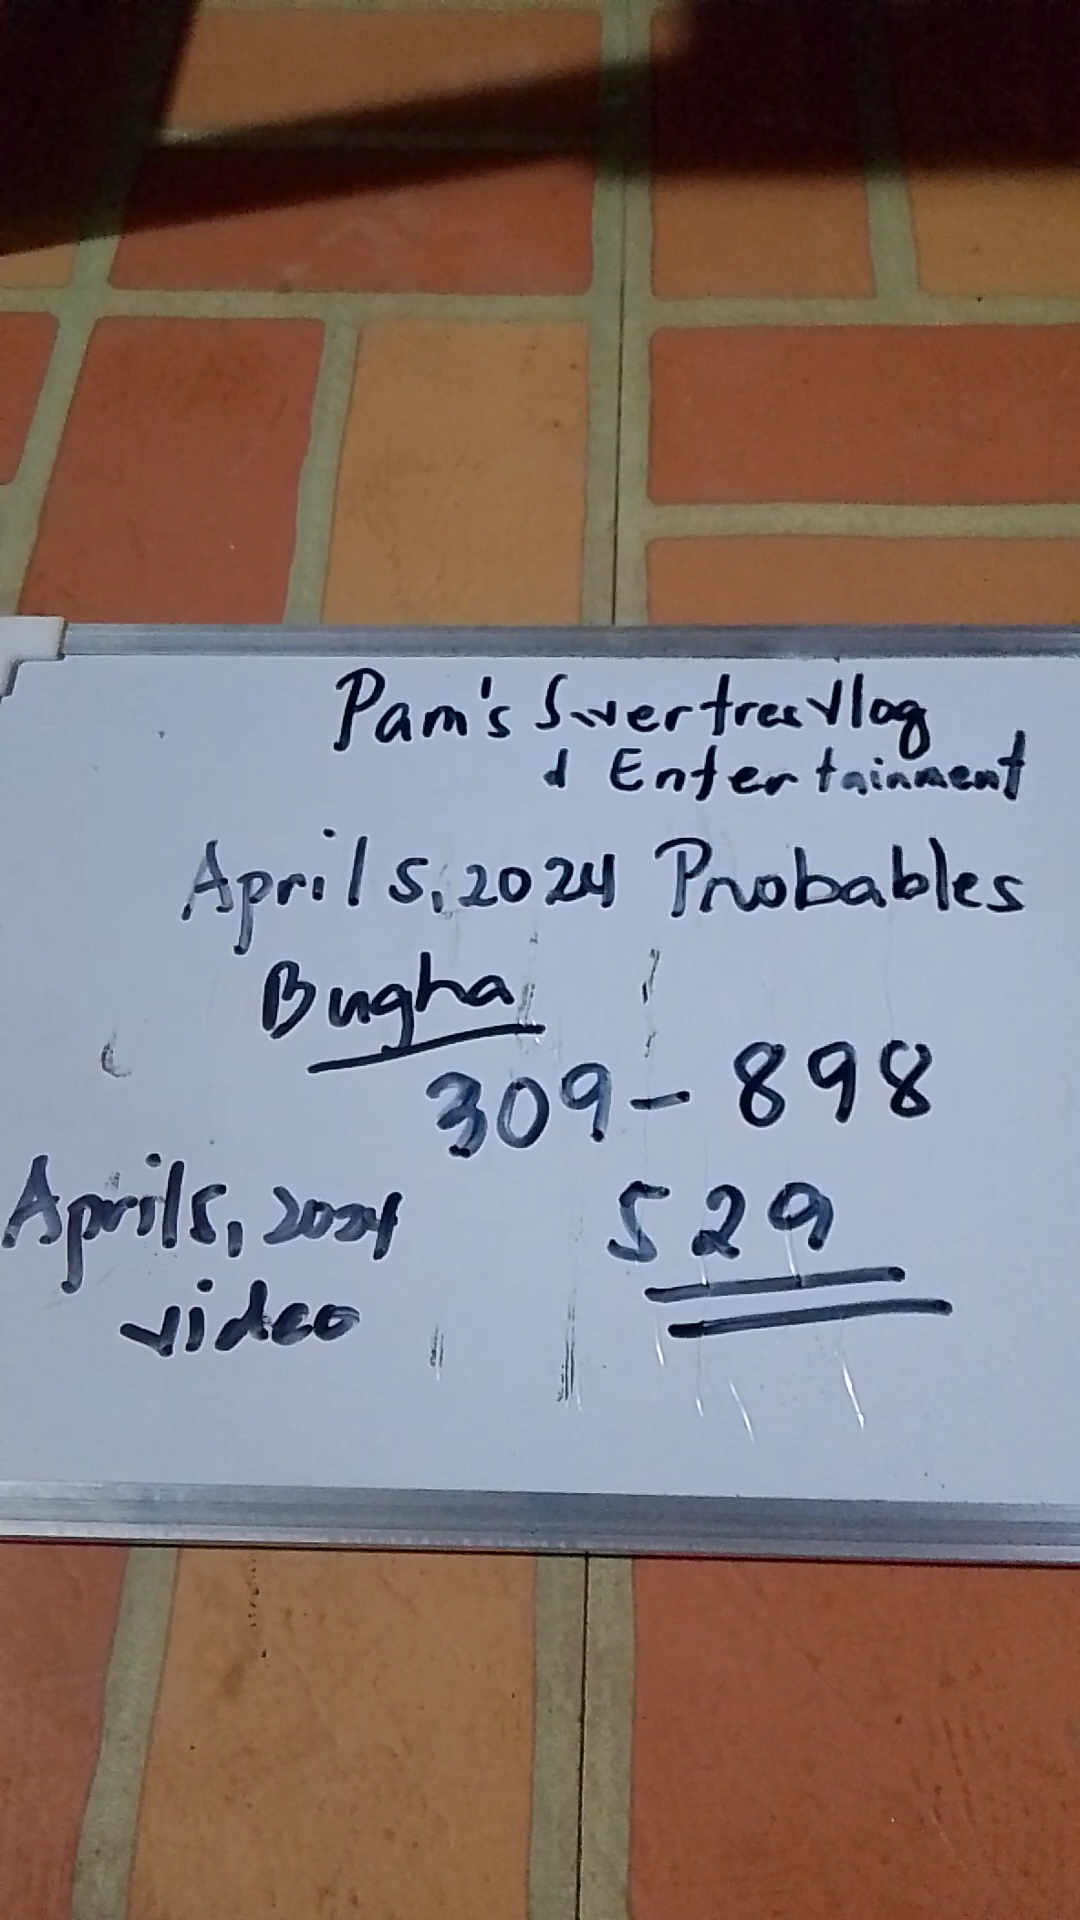 Pam's Swertres Vlog
& Entertainment
April 5, 2024 Probables
Bugha
309 - 898
April 5, 2024 529
video